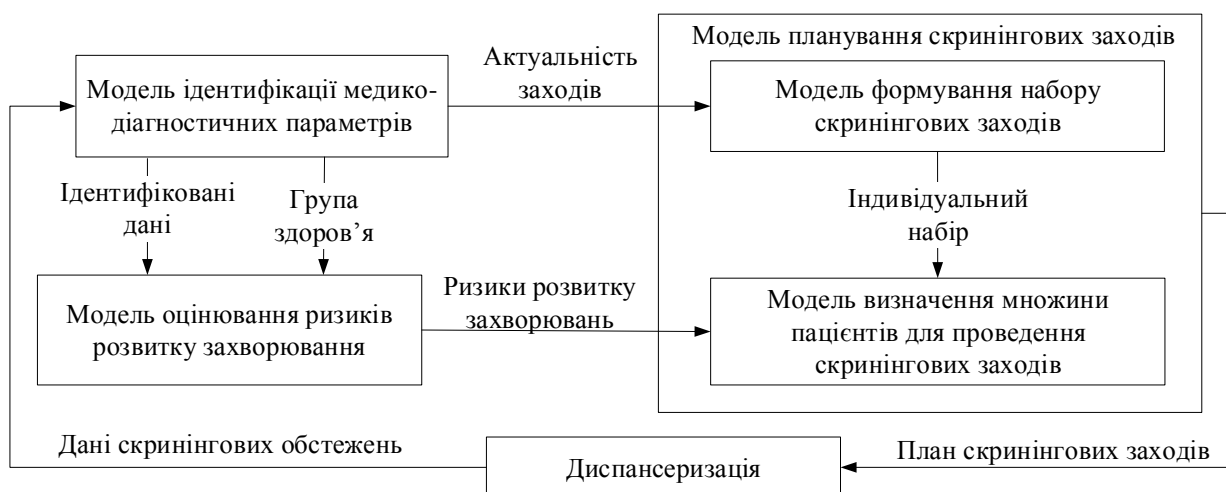 Модель планування скринінгових заходів
Актуальність
заходів
Модель ідентифікації медико-
діагностичних параметрів
Модель формування набору
скринінгових заходів
Ідентифіковані
дані
Група
здоров’я
Індивідуальний
набір
Модель оцінювання ризиків
розвитку захворювання
Ризики розвитку
захворювань
Модель визначення множини
пацієнтів для проведення
скринінгових заходів
Дані скринінгових обстежень
Диспансеризація
План скринінгових заходів